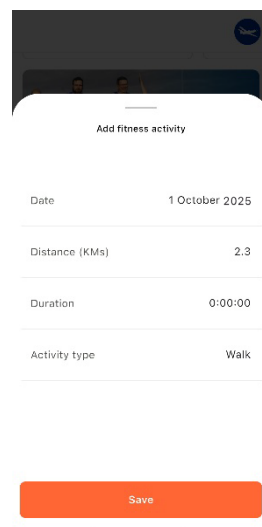 Add fitness activity
Date 1 October 2025
Distance (KMs) 2.3
Duration 0:00:00
Activity type Walk
Save